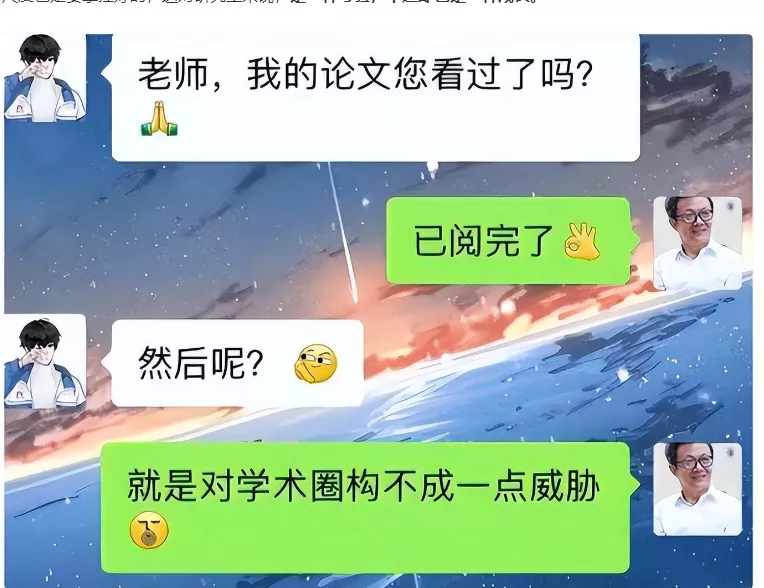 老师，我的论文您看过了吗？
已阅完了
然后呢？
就是对学术圈构不成一点威胁